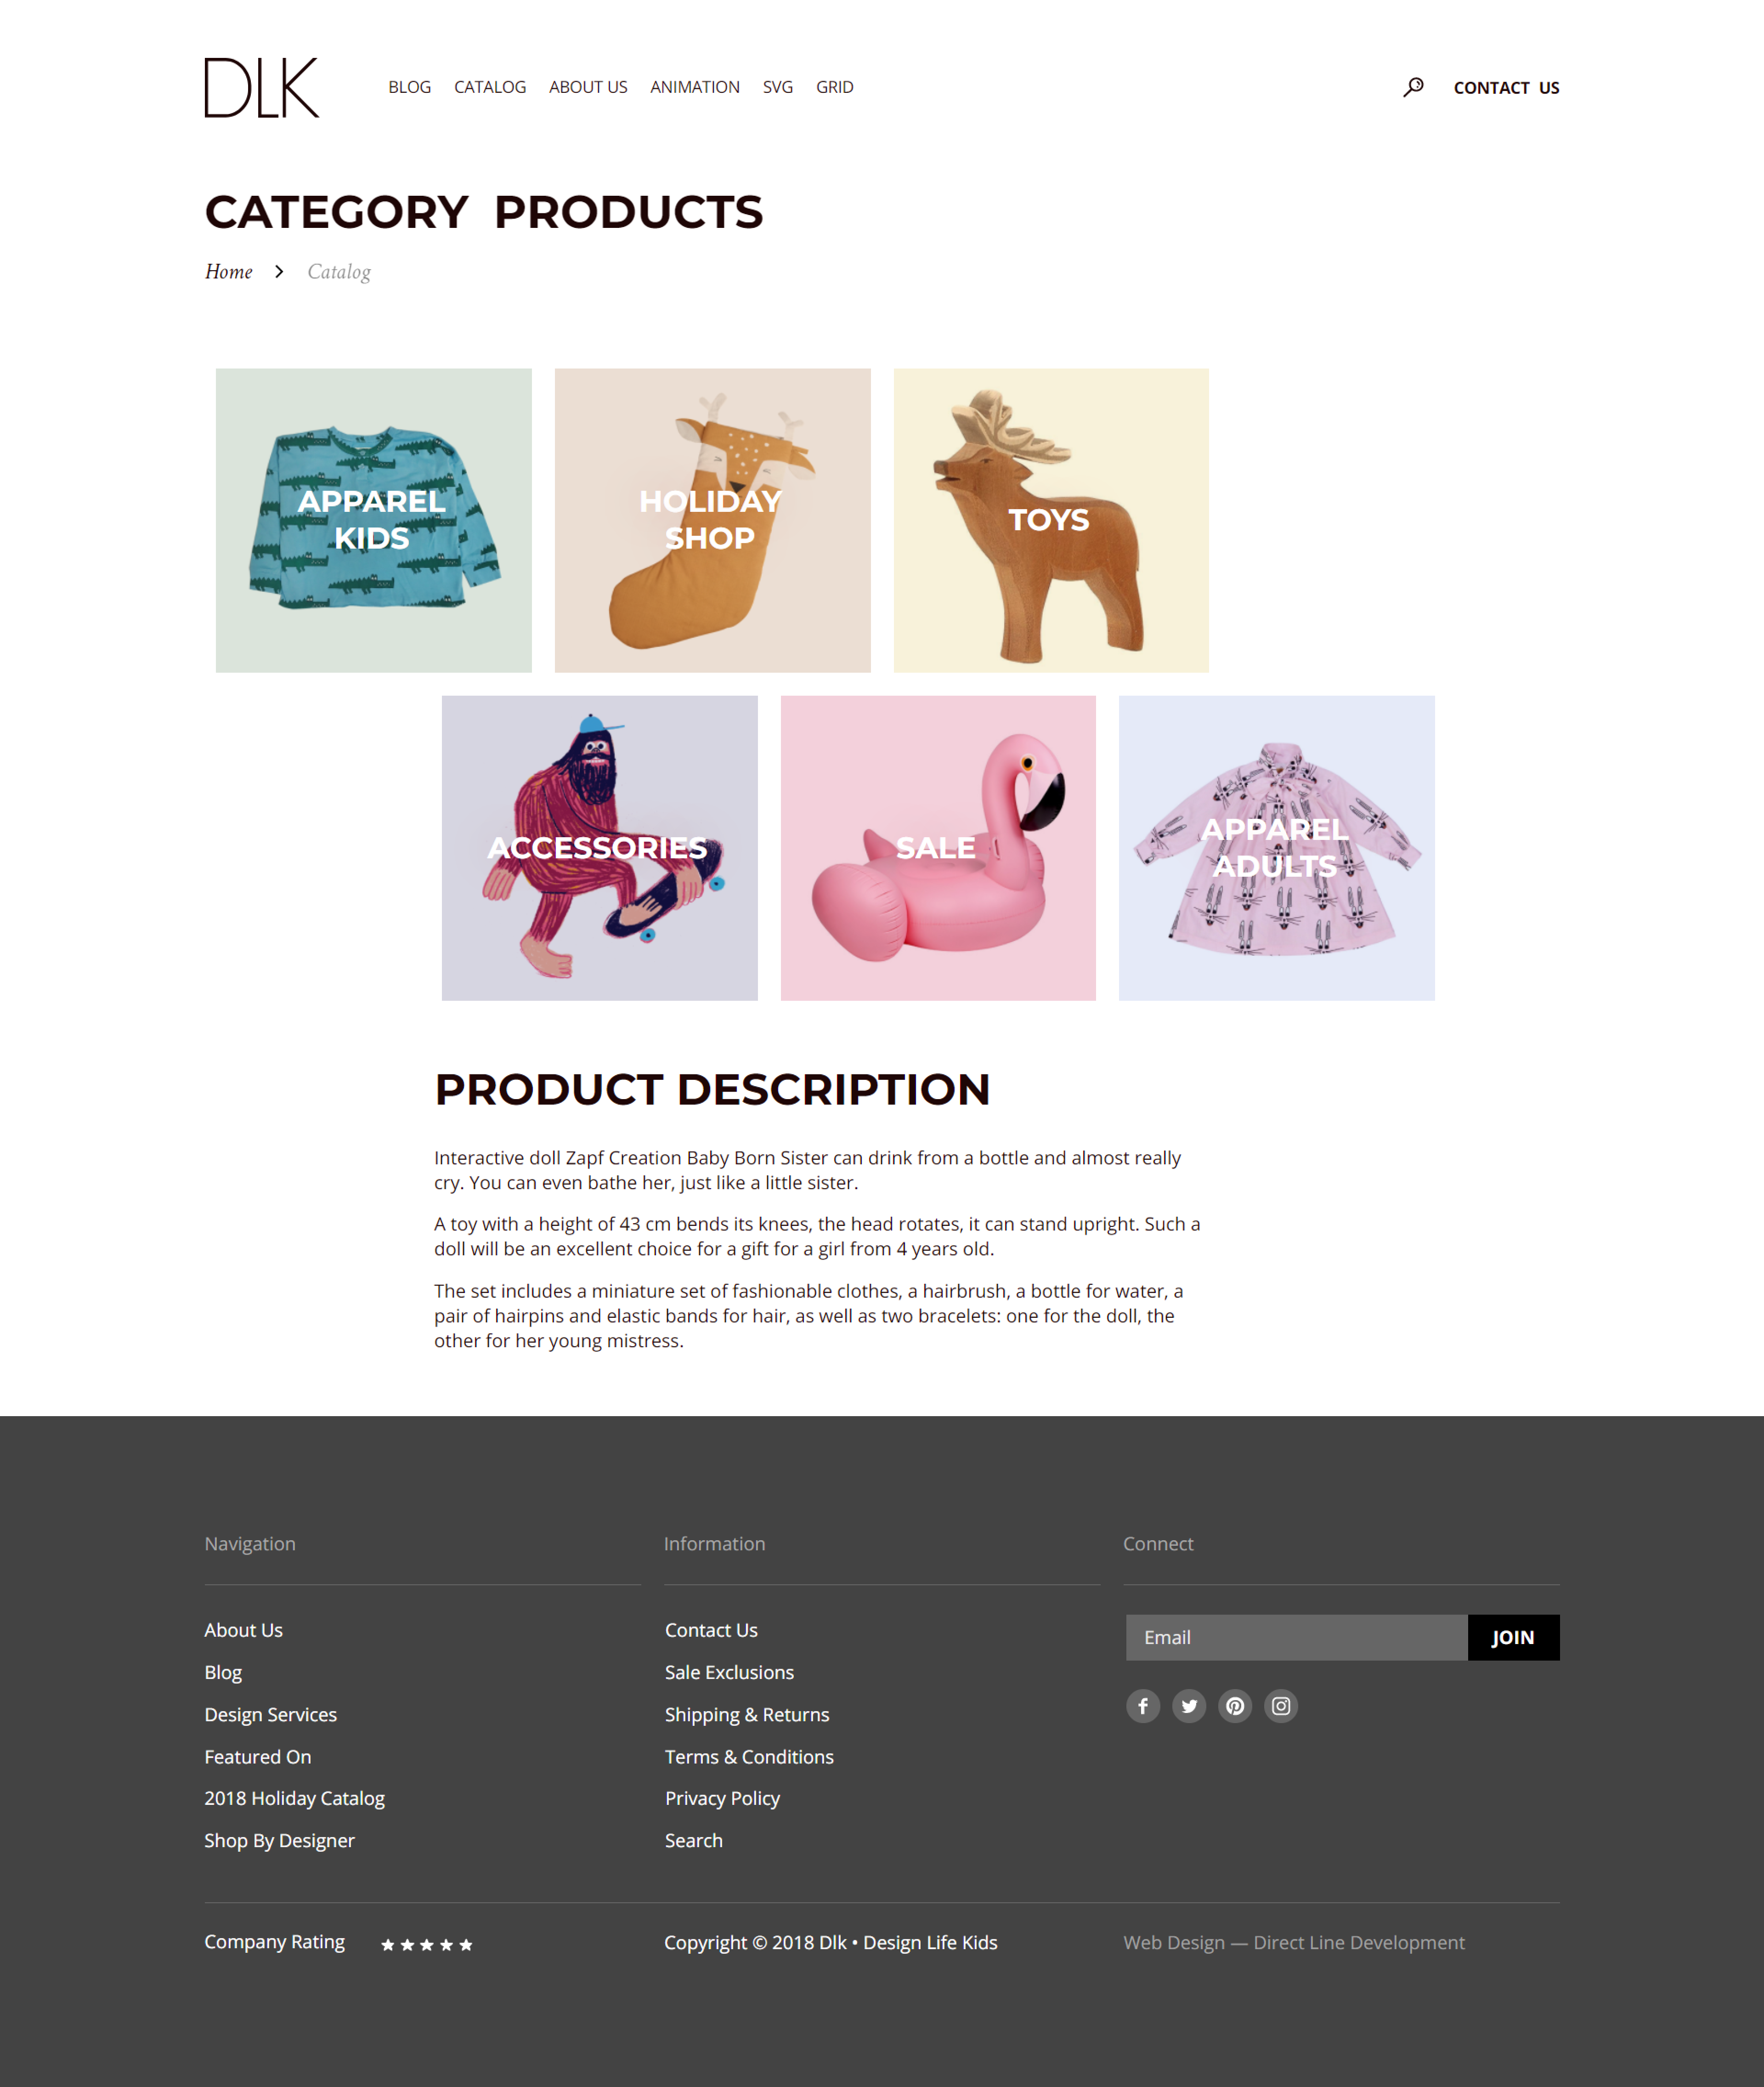 DLK
BLOG CATALOG ABOUT US ANIMATION SVG GRID
CONTACT US
CATEGORY PRODUCTS
Home > Catalog
APPAREL
KIDS
HOLIDAY
SHOP
TOYS
ACCESSORIES
SALE
APPAREL
ADULTS
PRODUCT DESCRIPTION
Interactive doll Zapf Creation Baby Born Sister can drink from a bottle and almost really
cry. You can even bathe her, just like a little sister.
A toy with a height of 43 cm bends its knees, the head rotates, it can stand upright. Such a
doll will be an excellent choice for a gift for a girl from 4 years old.
The set includes a miniature set of fashionable clothes, a hairbrush, a bottle for water, a
pair of hairpins and elastic bands for hair, as well as two bracelets: one for the doll, the
other for her young mistress.
Navigation
About Us
Blog
Design Services
Featured On
2018 Holiday Catalog
Shop By Designer
Information
Contact Us
Sale Exclusions
Shipping & Returns
Terms & Conditions
Privacy Policy
Search
Connect
Email
JOIN
Company Rating ★ ★ ★ ★ ★
Copyright © 2018 Dlk • Design Life Kids
Web Design — Direct Line Development